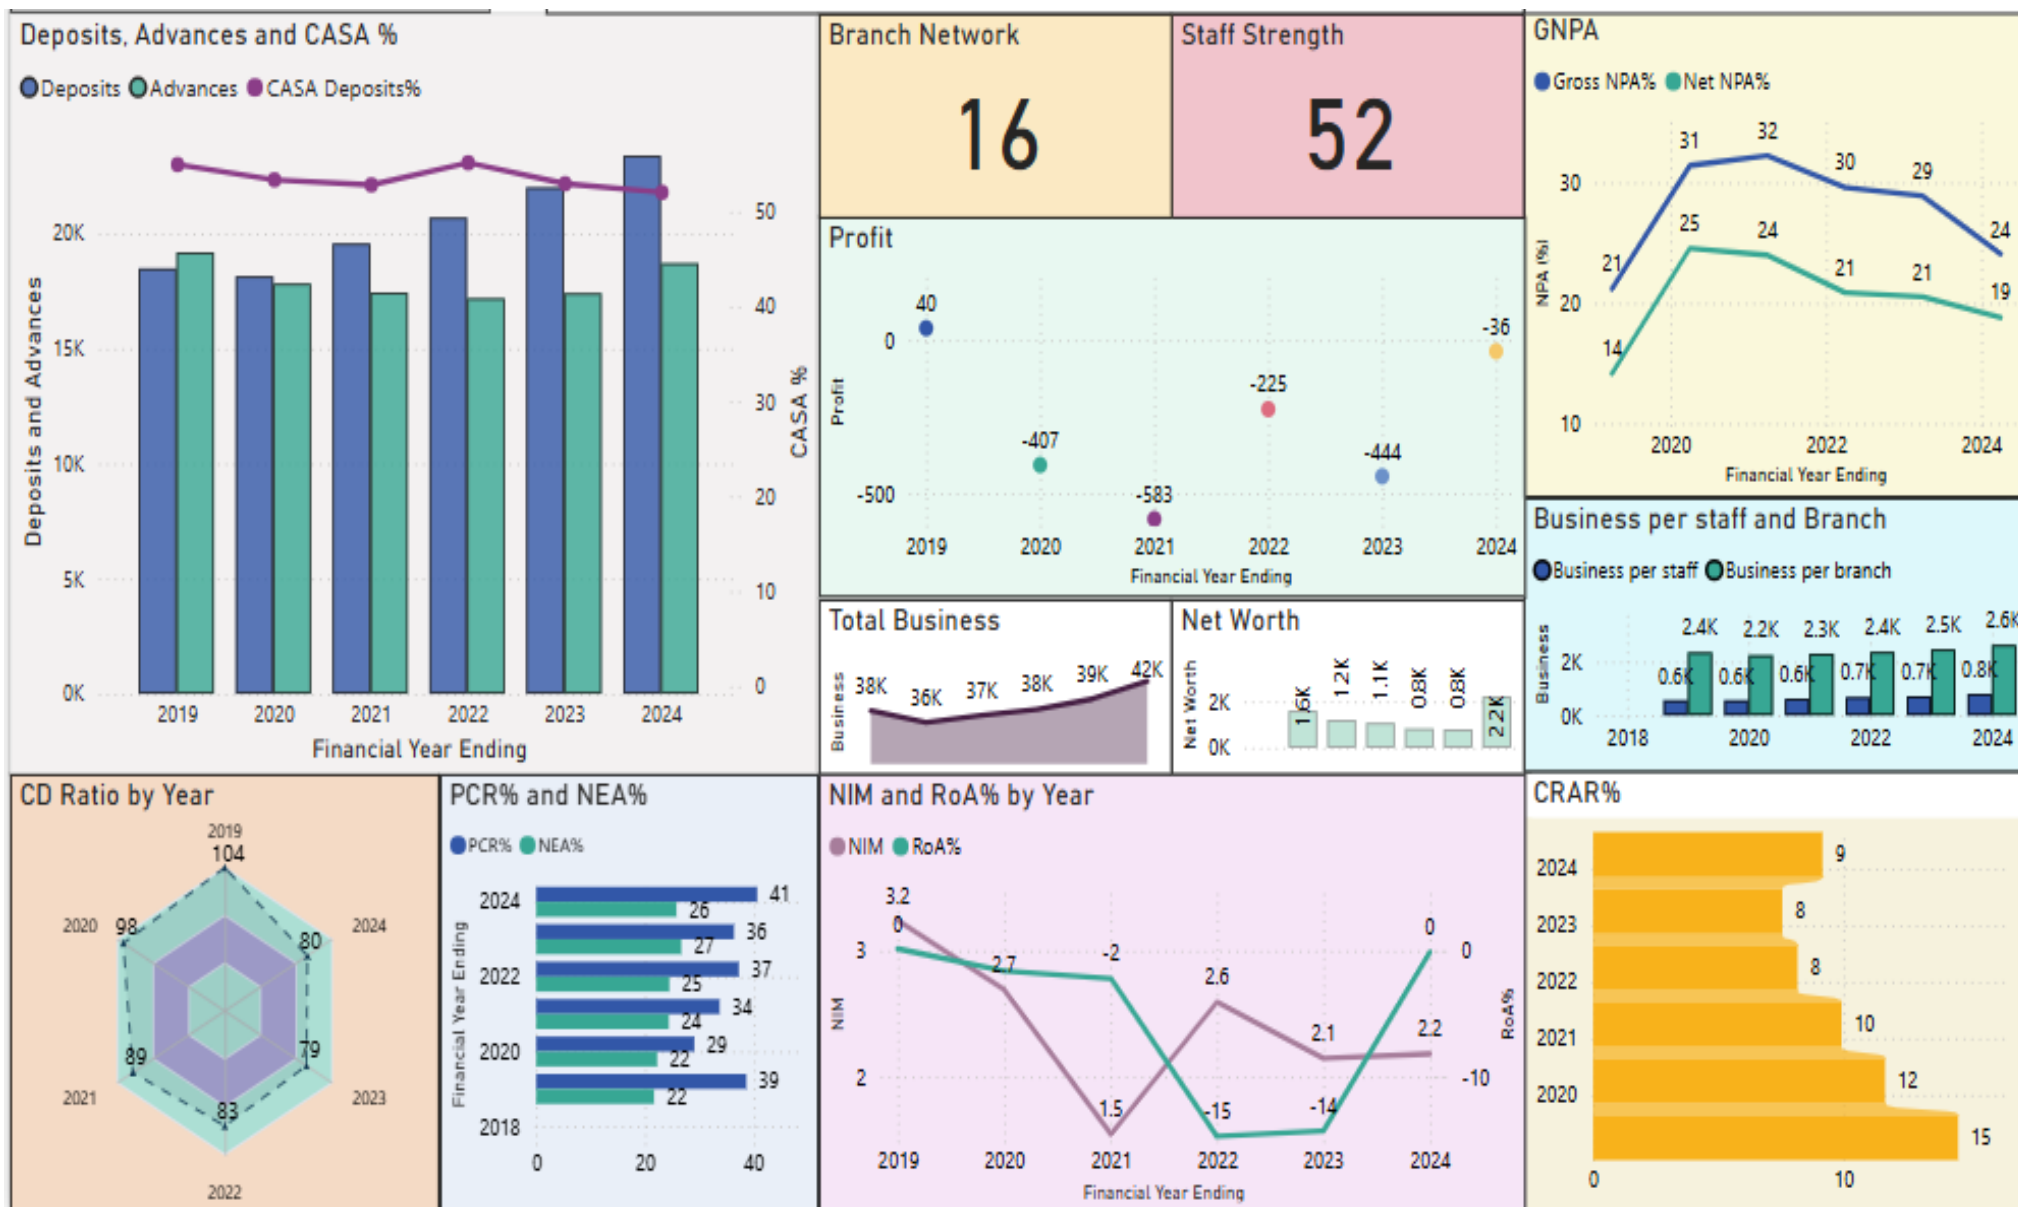 Deposits, Advances and CASA %
Deposits Advances CASA Deposits%
Deposits and Advances
20K
15K
10K
5K
0K
50
40
30
20
10
0
CASA %
2019 2020 2021 2022 2023 2024
Financial Year Ending
Branch Network
16
Staff Strength
52
Profit
Profit
0
-500
40
-407
-583
-225
-444
-36
2019 2020 2021 2022 2023 2024
Financial Year Ending
GNPA
Gross NPA% Net NPA%
NPA (%)
30
20
10
21 31 32 30 29 24
14 25 24 21 21 19
2020 2022 2024
Financial Year Ending
Total Business
Business
38K 36K 37K 38K 39K 42K
Net Worth
Net Worth
2K
0K
1.6K 1.2K 1.1K 0.8K 0.8K 2.2K
Business per staff and Branch
Business per staff Business per branch
Business
2K
0K
2.4K 2.2K 2.3K 2.4K 2.5K 2.6K
0.6K 0.6K 0.6K 0.7K 0.7K 0.8K
2018 2020 2022 2024
CD Ratio by Year
2019
104
2020 98
80 2024
89
2021
79
2023
83
2022
PCR% and NEA%
PCR% NEA%
Financial Year Ending
2024
2022
2020
2018
41
26
36
27
37
25
34
24
29
22
39
22
0 20 40
NIM and RoA% by Year
NIM RoA%
NIM
3
2
3.2 2.7 1.5 2.6 2.1 2.2
0 -2 -15 -14 0
0
-10
RoA%
2019 2020 2021 2022 2023 2024
Financial Year Ending
CRAR%
2024 9
2023 8
2022 8
2021 10
2020 12
15
0 10